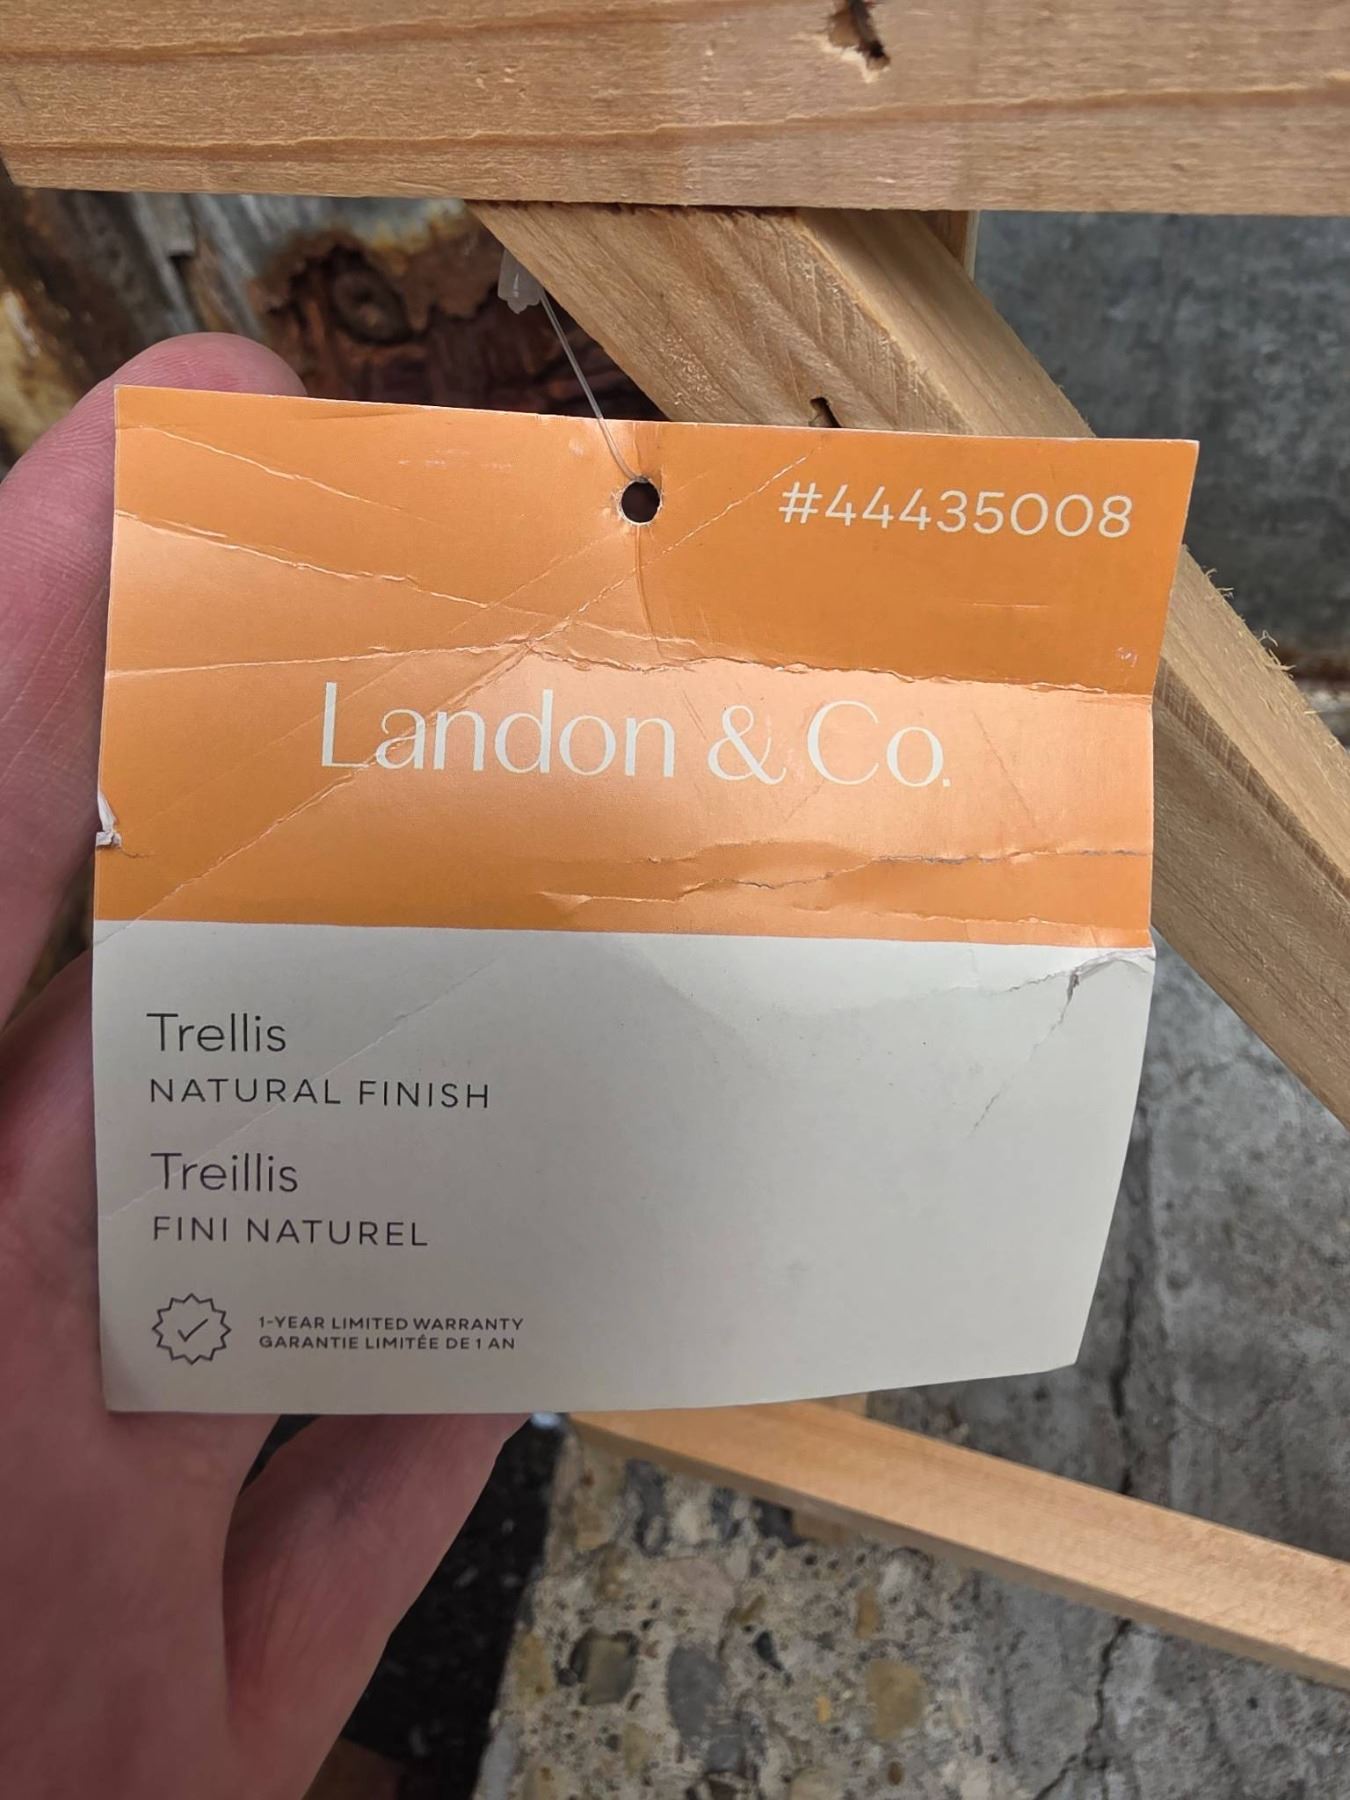 #44435008
Landon & Co.
Trellis
NATURAL FINISH
Treillis
FINI NATUREL
1-YEAR LIMITED WARRANTY
GARANTIE LIMITÉE DE 1 AN